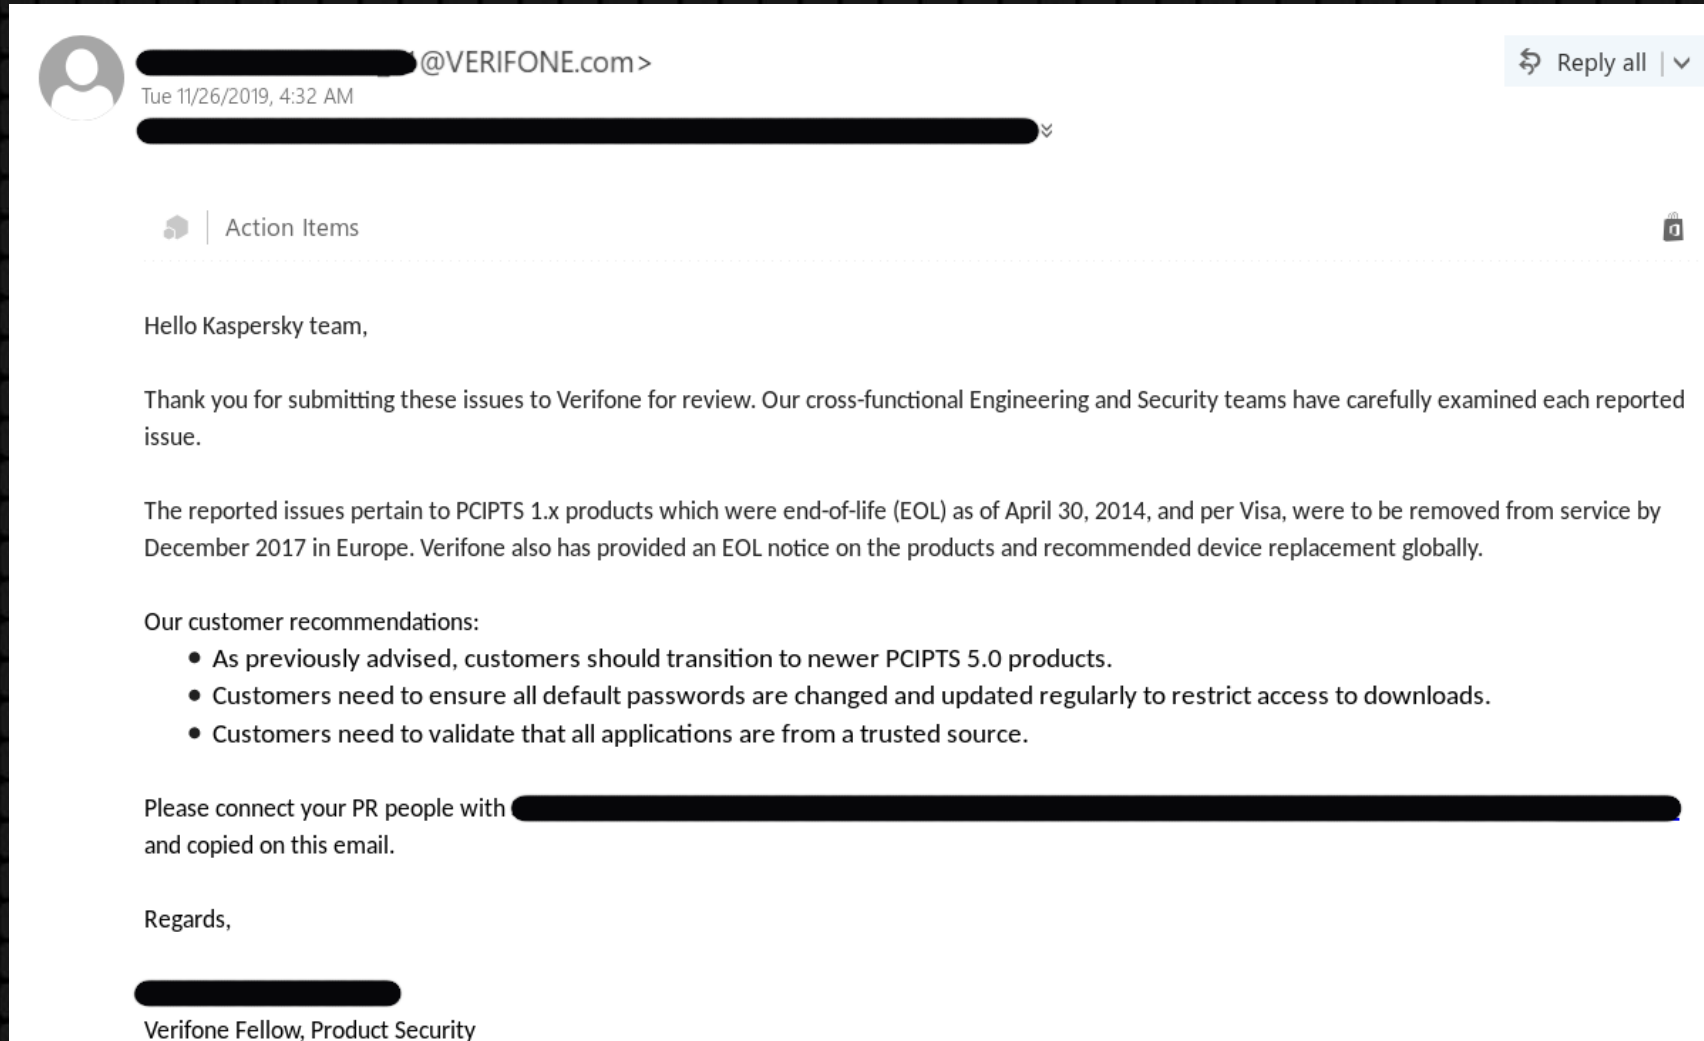 @VERIFONE.com>
Reply all
Tue 11/26/2019, 4:32 AM
Action Items
Hello Kaspersky team,
Thank you for submitting these issues to Verifone for review. Our cross-functional Engineering and Security teams have carefully examined each reported
issue.
The reported issues pertain to PCIPTS 1.x products which were end-of-life (EOL) as of April 30, 2014, and per Visa, were to be removed from service by
December 2017 in Europe. Verifone also has provided an EOL notice on the products and recommended device replacement globally.
Our customer recommendations:
• As previously advised, customers should transition to newer PCIPTS 5.0 products.
• Customers need to ensure all default passwords are changed and updated regularly to restrict access to downloads.
• Customers need to validate that all applications are from a trusted source.
Please connect your PR people with
and copied on this email.
Regards,
Verifone Fellow, Product Security